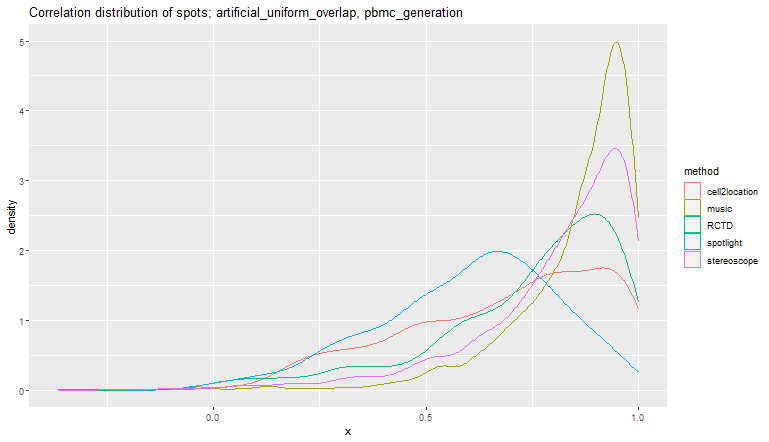 Correlation distribution of spots; artificial_uniform_overlap, pbmc_generation
5
4
3
2
1
0
density
0.0
0.5
1.0
x
method
cell2location
music
RCTD
spotlight
stereoscope